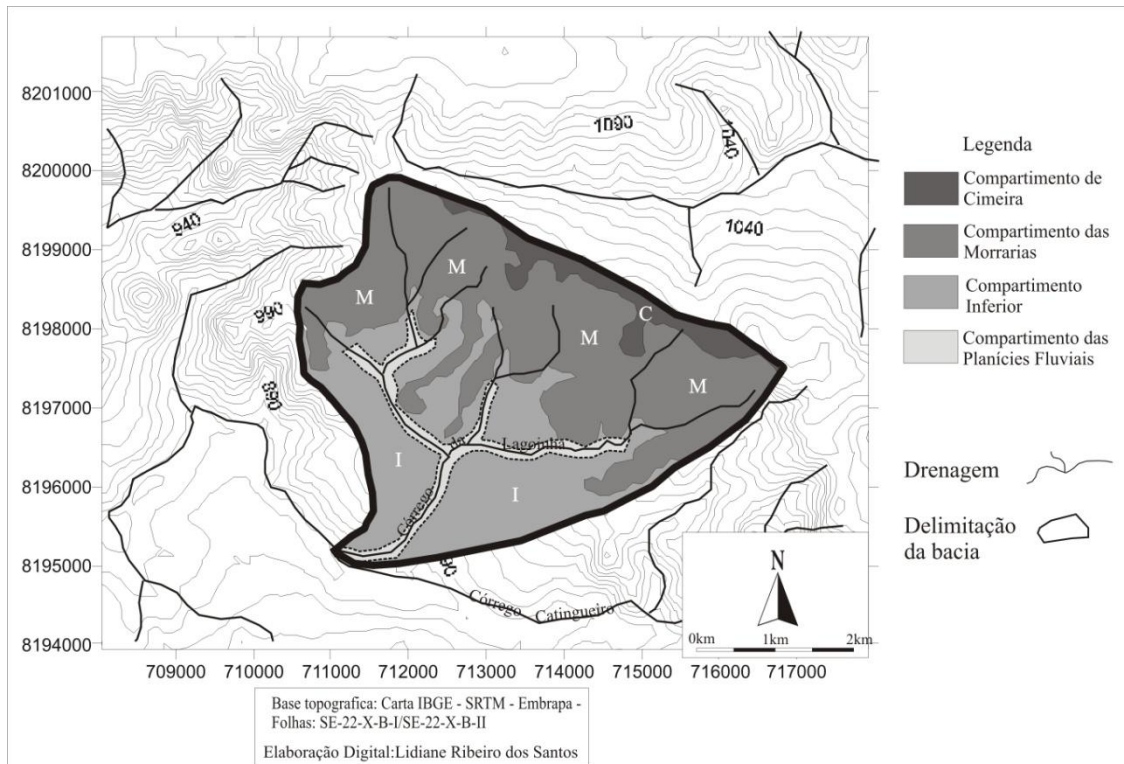 8201000
8200000
8199000
8198000
8197000
8196000
8195000
8194000
1090
1040
940
1040
990
890
M
M
M
M
C
I
I
Córrego
da
Lagoinha
90
Córrego Catingueiro
N
0km 1km 2km
709000 710000 711000 712000 713000 714000 715000 716000 717000
Legenda
Compartimento de
Cimeira
Compartimento das
Morrarias
Compartimento
Inferior
Compartimento das
Planícies Fluviais
Drenagem
Delimitação
da bacia
Base topografica: Carta IBGE - SRTM - Embrapa -
Folhas: SE-22-X-B-I/SE-22-X-B-II
Elaboração Digital:Lidiane Ribeiro dos Santos